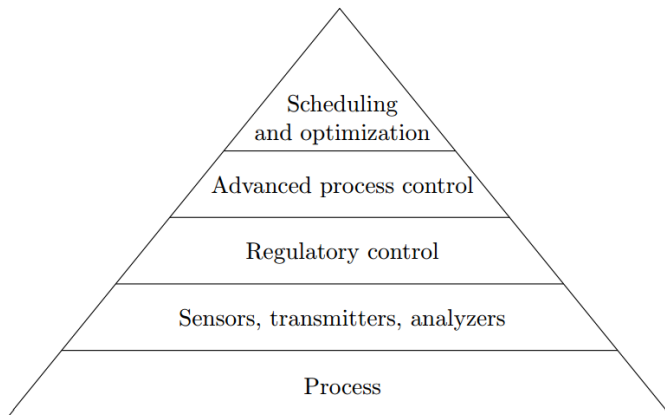 Scheduling
and optimization
Advanced process control
Regulatory control
Sensors, transmitters, analyzers
Process